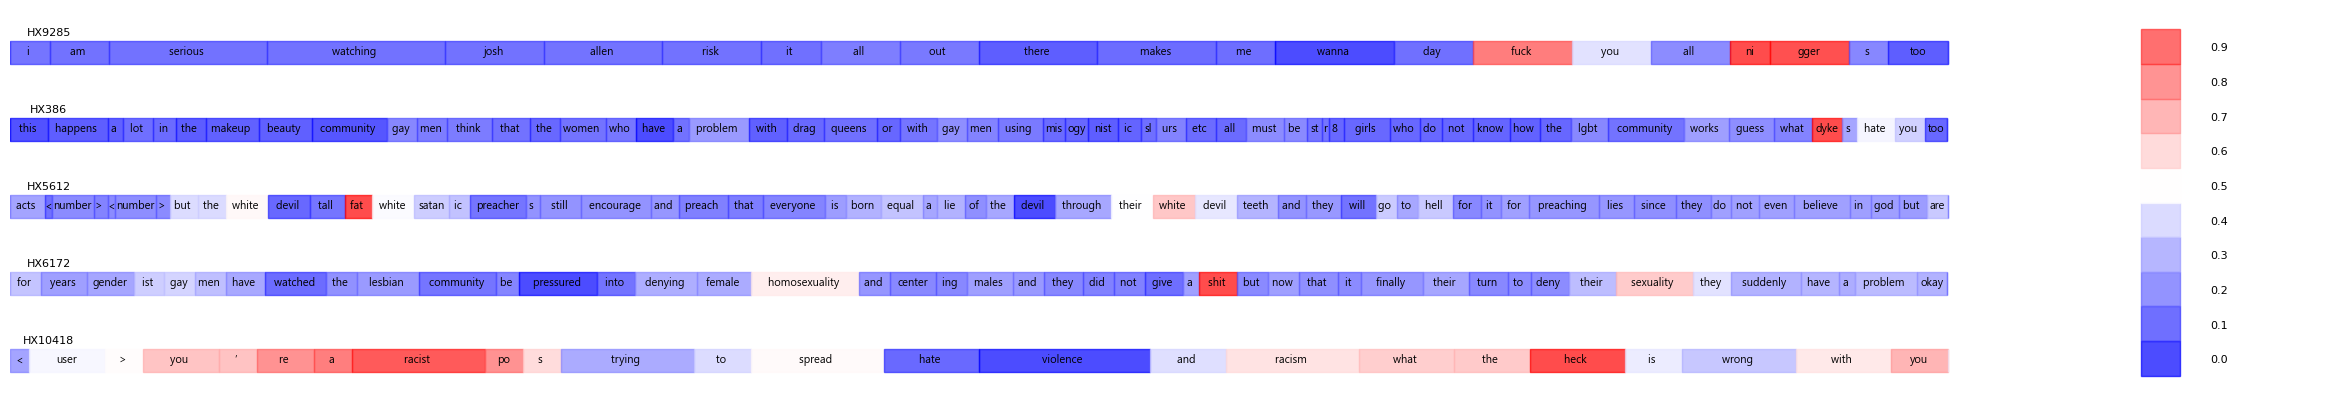 HX9285
i am serious watching josh allen risk it all out there makes me wanna day fuck you all ni gger s too
HX386
this happens a lot in the makeup beauty community gay men think that the women who have a problem with drag queens or with gay men using mis ogy nist ic sl urs etc all must be st r 8 girls who do not know how the lgbt community works guess what dyke s hate you too
HX5612
acts < number > < number > but the white devil tall fat white satan ic preacher s still encourage and preach that everyone is born equal a lie of the devil through their white devil teeth and they will go to hell for it for preaching lies since they do not even believe in god but are
HX6172
for years gender ist gay men have watched the lesbian community be pressured into denying female homosexuality and center ing males and they did not give a shit but now that it finally their turn to deny their sexuality they suddenly have a problem okay
HX10418
< user > you ' re a racist po s trying to spread hate violence and racism what the heck is wrong with you
0.9
0.8
0.7
0.6
0.5
0.4
0.3
0.2
0.1
0.0